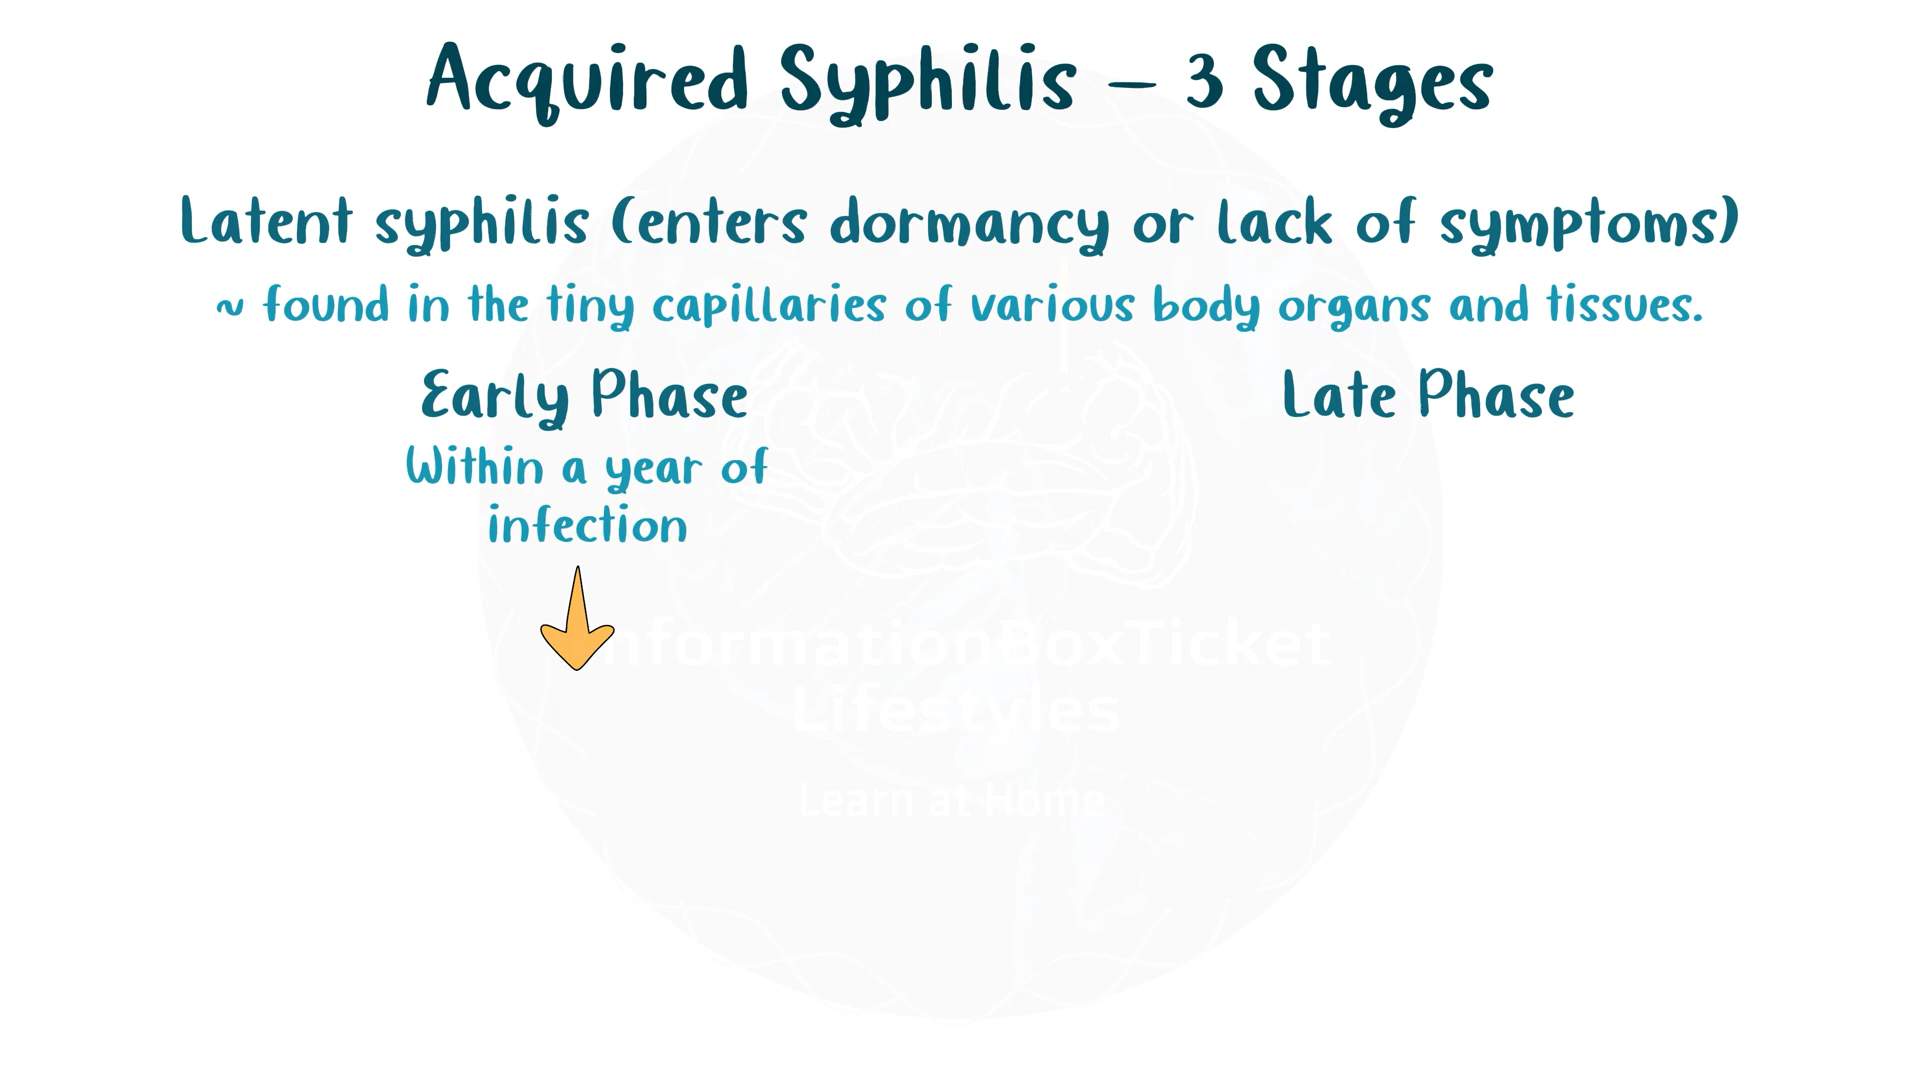 Acquired Syphilis – 3 Stages
Latent syphilis (enters dormancy or lack of symptoms)
~ found in the tiny capillaries of various body organs and tissues.
Early Phase
Within a year of
infection
Late Phase
InformationBoxTicket
Lifestyles
Learn at Home